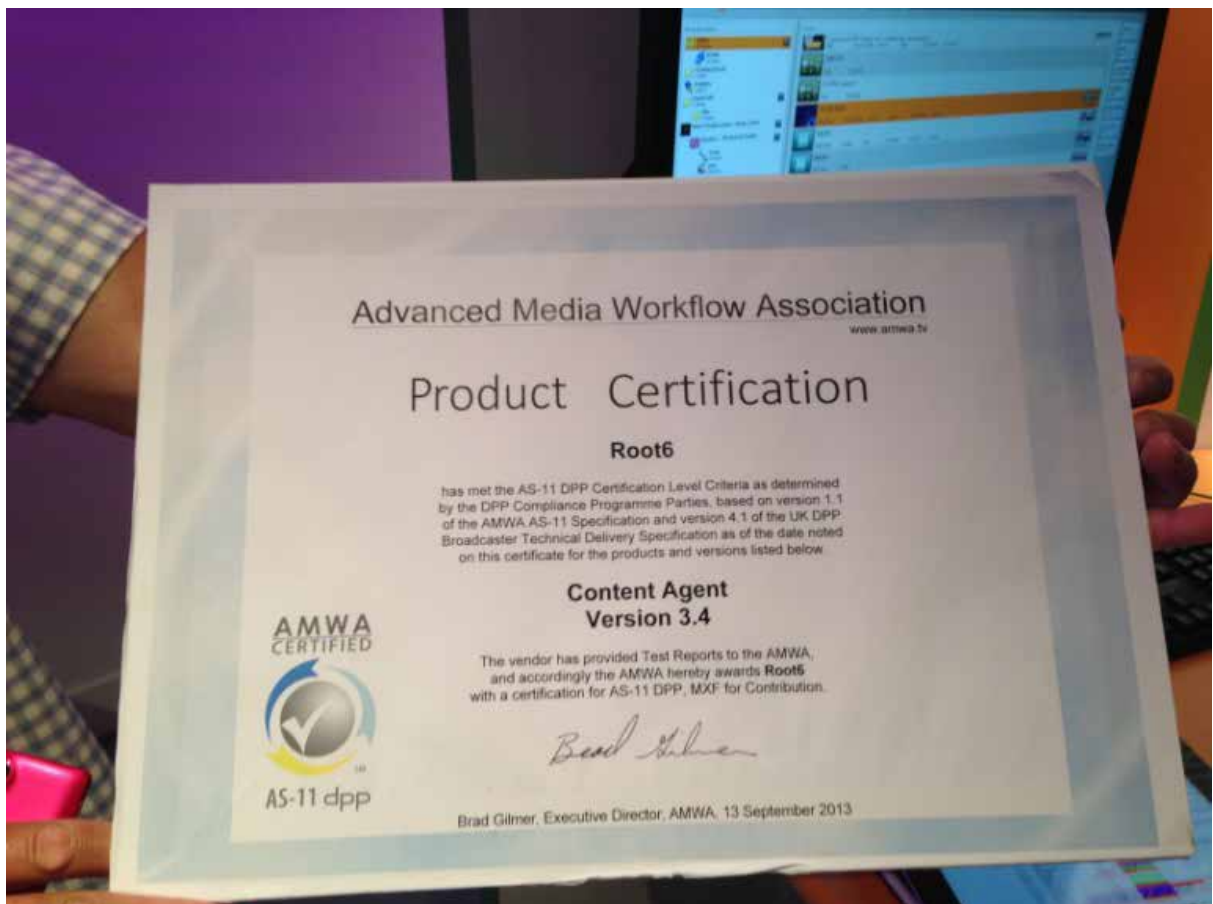 Advanced Media Workflow Association
www.amwa.tv
Product Certification
Root6
has met the AS-11 DPP Certification Level Criteria as determined
by the DPP Compliance Programme Parties, based on version 1.1
of the AMWA AS-11 Specification and version 4.1 of the UK DPP
Broadcaster Technical Delivery Specification as of the date noted
on this certificate for the products and versions listed below
Content Agent
Version 3.4
The vendor has provided Test Reports to the AMWA,
and accordingly the AMWA hereby awards Root6
with a certification for AS-11 DPP, MXF for Contribution.
AMWA
CERTIFIED
AS-11 dpp
Brad Gilmer
Brad Gilmer, Executive Director, AMWA, 13 September 2013